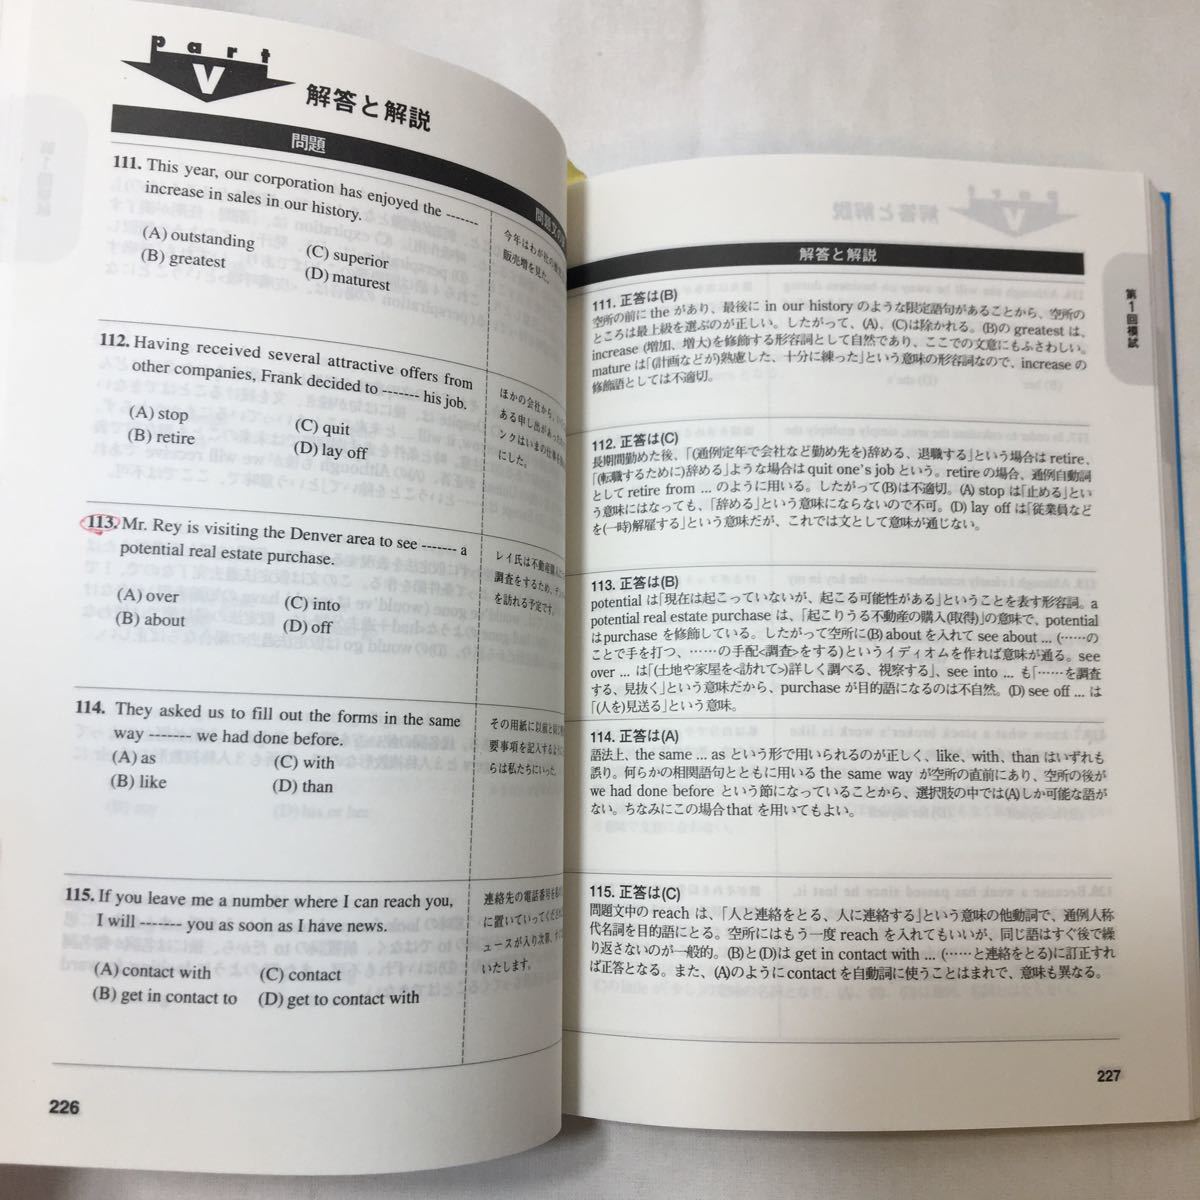 part
V
解答と解説
問題
111. This year, our corporation has enjoyed the -------
increase in sales in our history.
(A) outstanding
(C) superior
(B) greatest
(D) maturest
今年はわが社の
販売増を見た。
112. Having received several attractive offers from
other companies, Frank decided to ------- his job.
(A) stop
(C) quit
(B) retire
(D) lay off
ほかの会社から、
ある申し出があった
ンクはいまの仕事を
にした。
113. Mr. Rey is visiting the Denver area to see ------- a
potential real estate purchase.
(A) over
(C) into
(B) about
(D) off
レイ氏は不動産購入
調査をするため、デン
を訪れる予定です。
114. They asked us to fill out the forms in the same
way ------- we had done before.
(A) as
(C) with
(B) like
(D) than
その用紙に以前と同じ
要事項を記入するように
らは私たちにいった。
115. If you leave me a number where I can reach you,
I will ------- you as soon as I have news.
(A) contact with
(C) contact
(B) get in contact to
(D) get to contact with
連絡先の電話番号を
に置いていってくだされ
ュースが入り次第、
いたします。
226
解答と解説
第1回模試
111. 正答は(B)
空所の前に the があり、最後に in our history のような限定語句があることから、空所の
ところは最上級を選ぶのが正しい。したがって、(A)、(C)は除かれる。(B)の greatest は、
increase (増加、増大)を修飾する形容詞として自然であり、ここでの文意にもふさわしい。
mature は「(計画などが)熟慮した、十分に練った」という意味の形容詞なので、increase の
修飾語としては不適切。
112. 正答は(C)
長期間勤めた後、「(通例定年で会社など勤め先を)辞める、退職する」という場合は retire、
「(転職するために)辞める」ような場合は quit one's job という。retire の場合、通例自動詞
として retire from ... のように用いる。したがって(B)は不適切。(A) stop は「止める」とい
う意味にはなっても、「辞める」という意味にならないので不可。(D) lay off は「従業員など
を(一時)解雇する」という意味だが、これでは文として意味が通じない。
113. 正答は(B)
potential は「現在は起こっていないが、起こる可能性がある」ということを表す形容詞。a
potential real estate purchase は、「起こりうる不動産の購入(取得)」の意味で、potential
は purchase を修飾している。したがって空所に(B) about を入れて see about ... (……の
ことで手を打つ、……の手配<調査>をする)というイディオムを作れば意味が通る。see
over ... は「(土地や家屋を<訪れて>)詳しく調べる、視察する」、see into ... も「……を調査
する、見抜く」という意味だから、purchase が目的語になるのは不自然。(D) see off ... は
「(人を)見送る」という意味。
114. 正答は(A)
語法上、the same ... as という形で用いられるのが正しく、like、with、than はいずれも
誤り。何らかの相関語句とともに用いる the same way が空所の直前にあり、空所の後が
we had done before という節になっていることから、選択肢の中では(A)しか可能な語が
ない。ちなみにこの場合 that を用いてもよい。
115. 正答は(C)
問題文中の reach は、「人と連絡をとる、人に連絡する」という意味の他動詞で、通例人称
代名詞を目的語にとる。空所にはもう一度 reach を入れてもいいが、同じ語はすぐ後で繰
り返さないのが一般的。(B)と(D)は get in contact with ... (……と連絡をとる)に訂正すれ
ば正答となる。また、(A)のように contact を自動詞に使うことはまれで、意味も異なる。
227